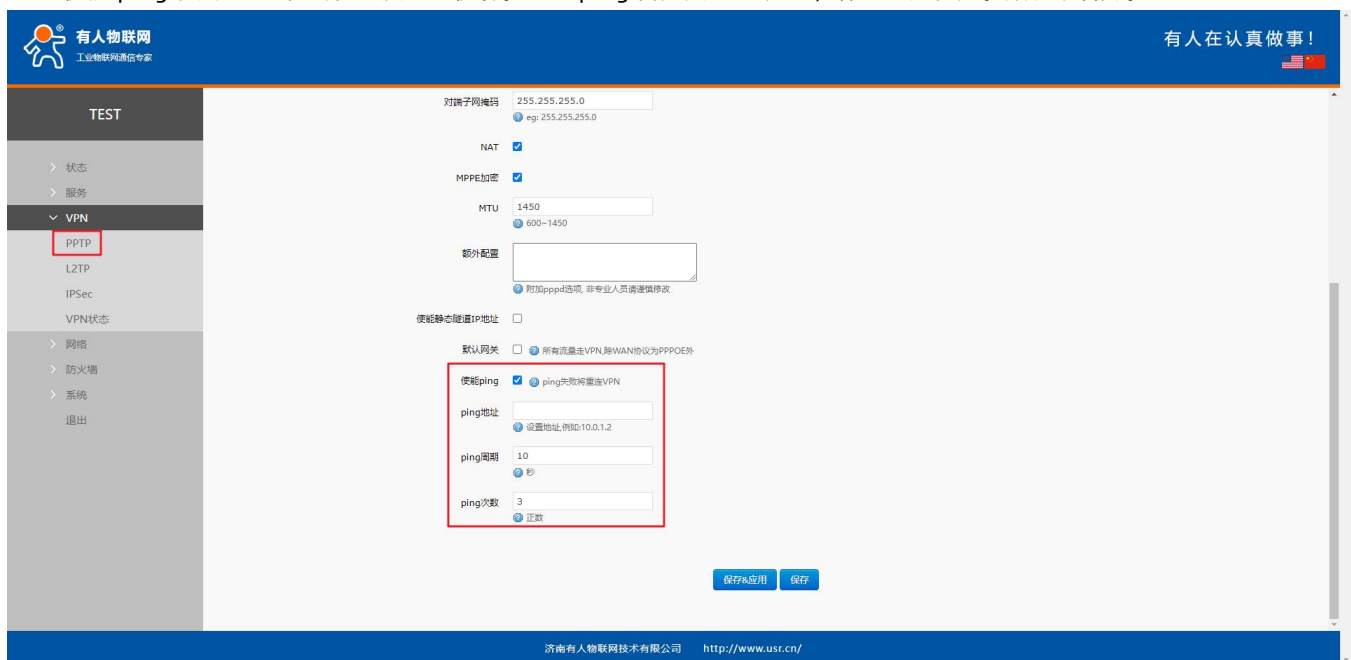 有人物联网
工业物联网通信专家
有人在认真做事!
TEST
状态
服务
VPN
PPTP
L2TP
IPSec
VPN状态
网络
防火墙
系统
退出
对端子网掩码 255.255.255.0
eg: 255.255.255.0
NAT
MPPE加密
MTU 1450
600~1450
额外配置
附加pppd选项, 非专业人员请谨慎修改
使能静态隧道IP地址
默认网关 所有流量走VPN,除WAN协议为PPPOE外
使能ping ping失败将重连VPN
ping地址
设置地址,例如:10.0.1.2
ping周期 10
秒
ping次数 3
正数
保存&应用 保存
济南有人物联网技术有限公司 http://www.usr.cn/